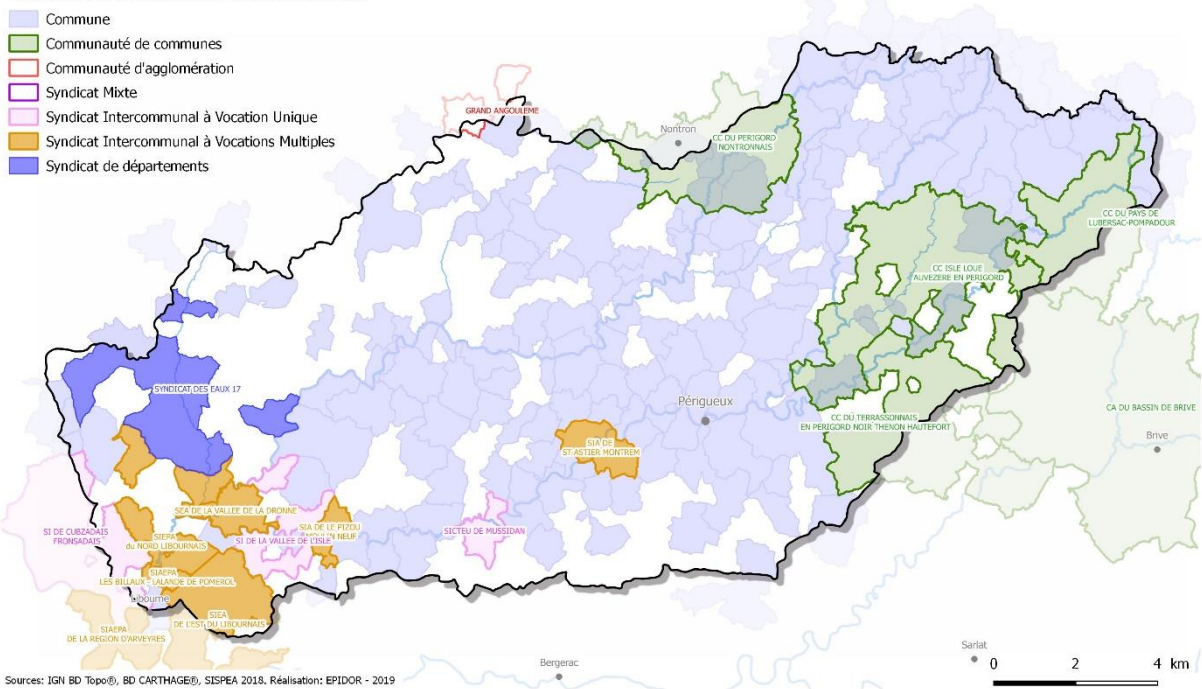 Commune
Communauté de communes
Communauté d'agglomération
Syndicat Mixte
Syndicat Intercommunal à Vocation Unique
Syndicat Intercommunal à Vocations Multiples
Syndicat de départements
GRAND ANGOULEME
Nontron
CC DU PERIGORD
NONTRONNAIS
CC DU PAYS DE
LUBERSAC-POMPADOUR
CC ISLE LOUE
AUVEZERE EN PERIGORD
SYNDICAT DES EAUX 17
Périgueux
CC DU TERRASSONNAIS
EN PERIGORD NOIR THENON HAUTEFORT
CA DU BASSIN DE BRIVE
Brive
SIA DE
ST ASTIER MONTREM
SEA DE LA VALLEE DE LA DRONNE
SI DE CUBZADAIS
FRONSADAIS
SIEPA
du NORD LIBOURNAIS
SI DE LA VALLEE DE L'ISLE
SIA DE LE PIZOU
MOULIN NEUF
SICTEU DE MUSSIDAN
SIAEPA
LES BILLAUX - LALANDE DE POMEROL
Libourne
SIEA
DE L'EST DU LIBOURNAIS
SIAEPA
DE LA REGION D'ARVEYRES
Bergerac
Sarlat
0 2 4 km
Sources: IGN BD Topo®, BD CARTHAGE®, SISPEA 2018. Réalisation: EPIDOR - 2019